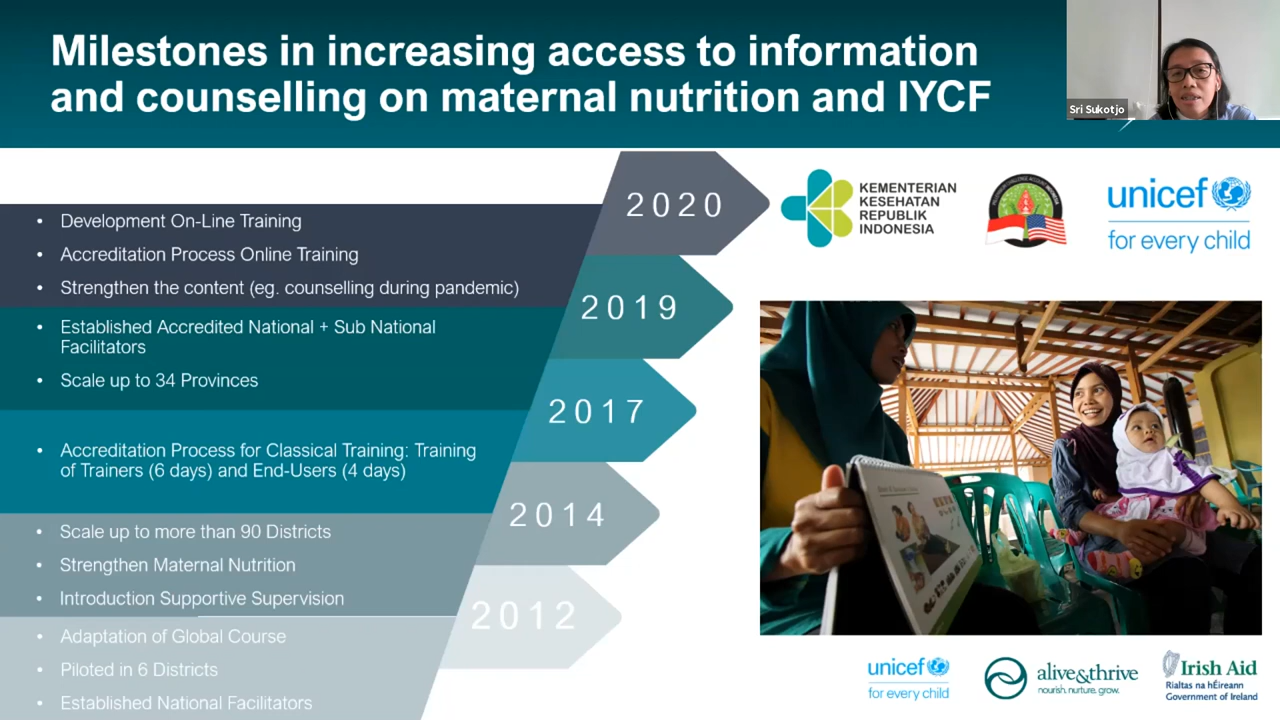 Milestones in increasing access to information
and counselling on maternal nutrition and IYCF
Sri Sukotjo
2020
• Development On-Line Training
• Accreditation Process Online Training
• Strengthen the content (eg. counselling during pandemic)
2019
• Established Accredited National + Sub National
Facilitators
• Scale up to 34 Provinces
2017
• Accreditation Process for Classical Training: Training
of Trainers (6 days) and End-Users (4 days)
2014
• Scale up to more than 90 Districts
• Strengthen Maternal Nutrition
• Introduction Supportive Supervision
2012
• Adaptation of Global Course
• Piloted in 6 Districts
• Established National Facilitators
KEMENTERIAN
KESEHATAN
REPUBLIK
INDONESIA
unicef
for every child
unicef
for every child
alive&thrive
nourish. nurture. grow.
Irish Aid
Rialtas na hÉireann
Government of Ireland